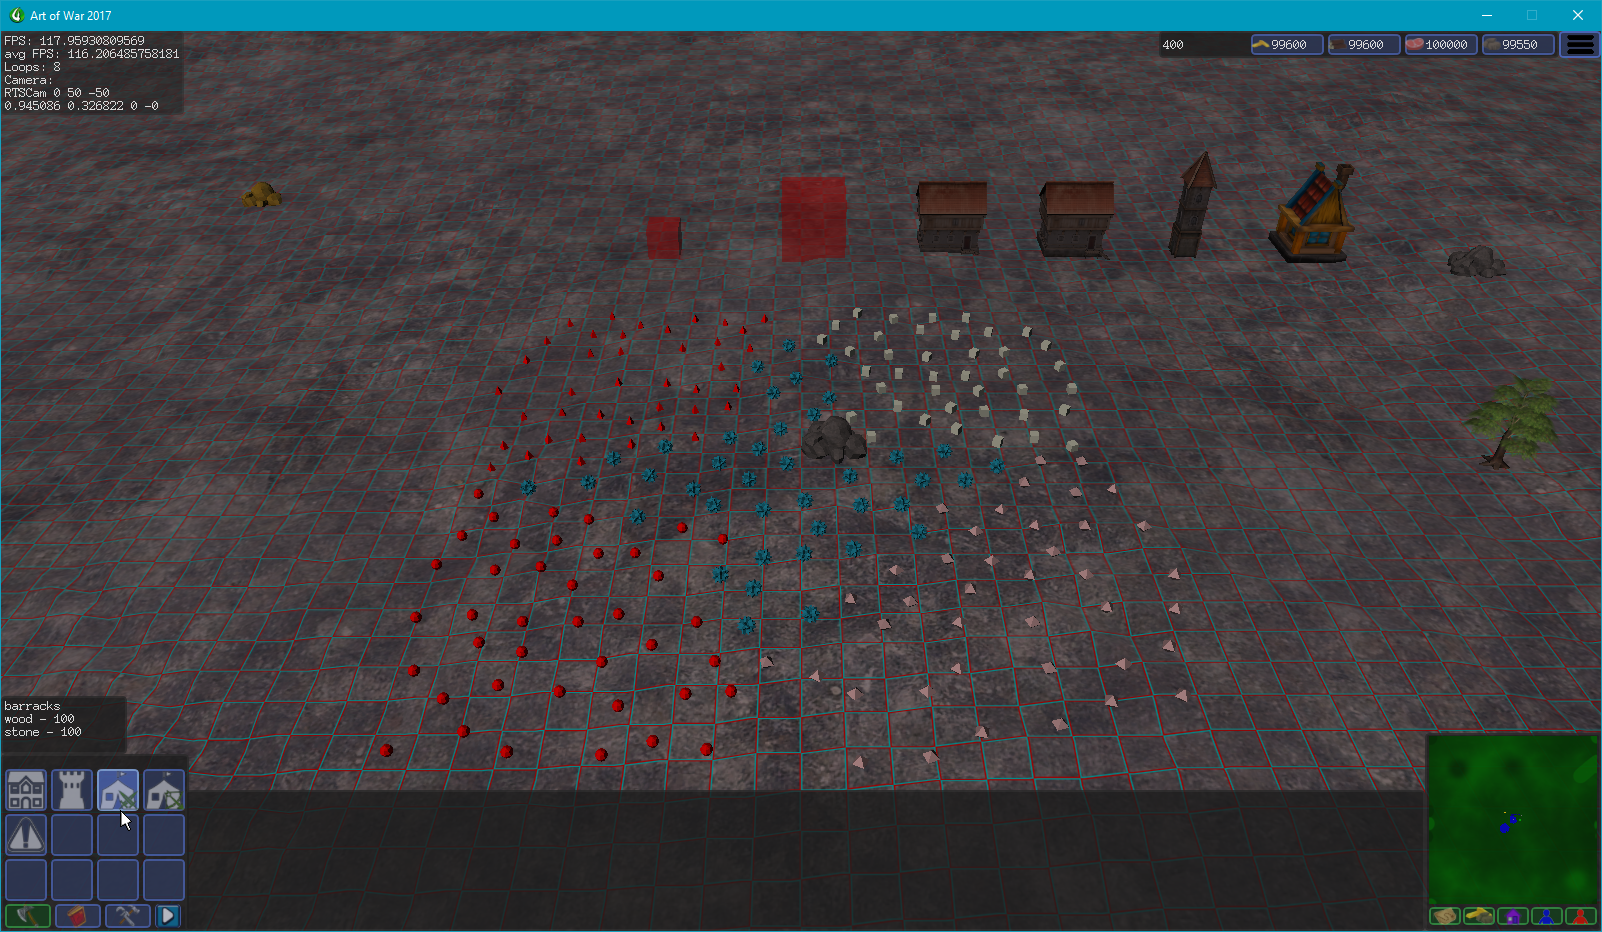 Art of War 2017
FPS: 117.95930809569
avg FPS: 116.206485758181
Loops: 8
Camera:
RTSCam 0 50 -50
0.945086 0.326822 0 -0
400
99600
99600
100000
99550
barracks
wood - 100
stone - 100